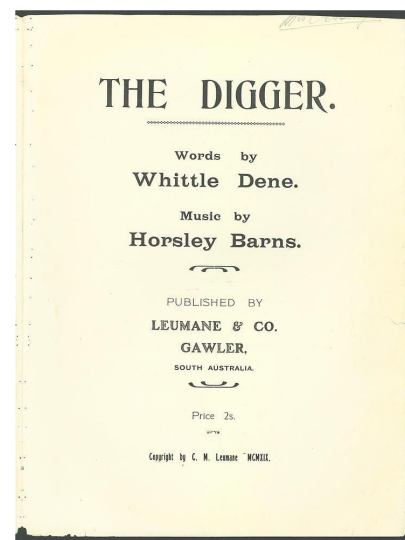 THE DIGGER.
Words by
Whittle Dene.
Music by
Horsley Barns.
PUBLISHED BY
LEUMANE & CO.
GAWLER,
SOUTH AUSTRALIA.
Price 2s.
Copyright by C. M. Leumane MCMXIX.